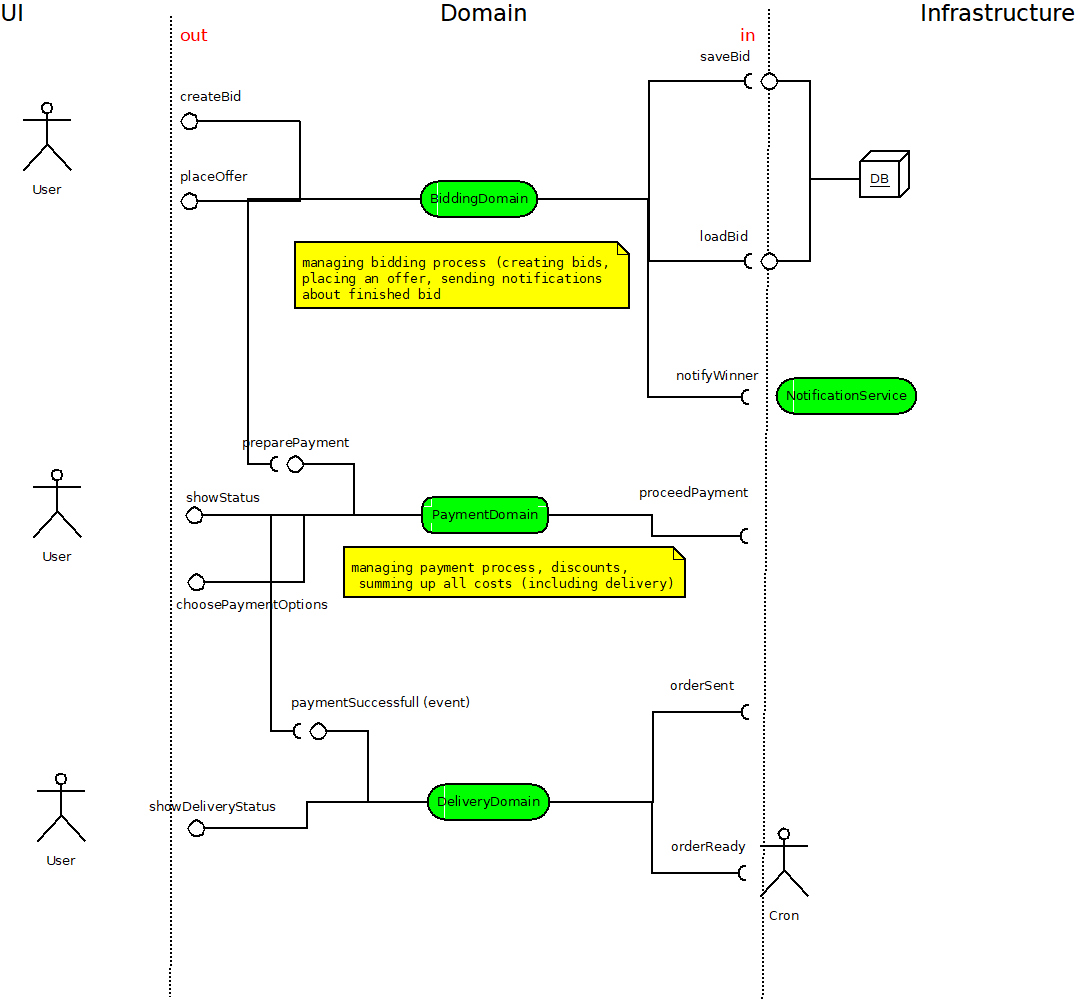 UI
Domain
Infrastructure
out
in
saveBid
createBid
placeOffer
User
DB
BiddingDomain
loadBid
managing bidding process (creating bids,
placing an offer, sending notifications
about finished bid
notifyWinner
NotificationService
preparePayment
showStatus
proceedPayment
PaymentDomain
User
managing payment process, discounts,
summing up all costs (including delivery)
choosePaymentOptions
orderSent
paymentSuccessfull (event)
showDeliveryStatus
DeliveryDomain
User
orderReady
Cron